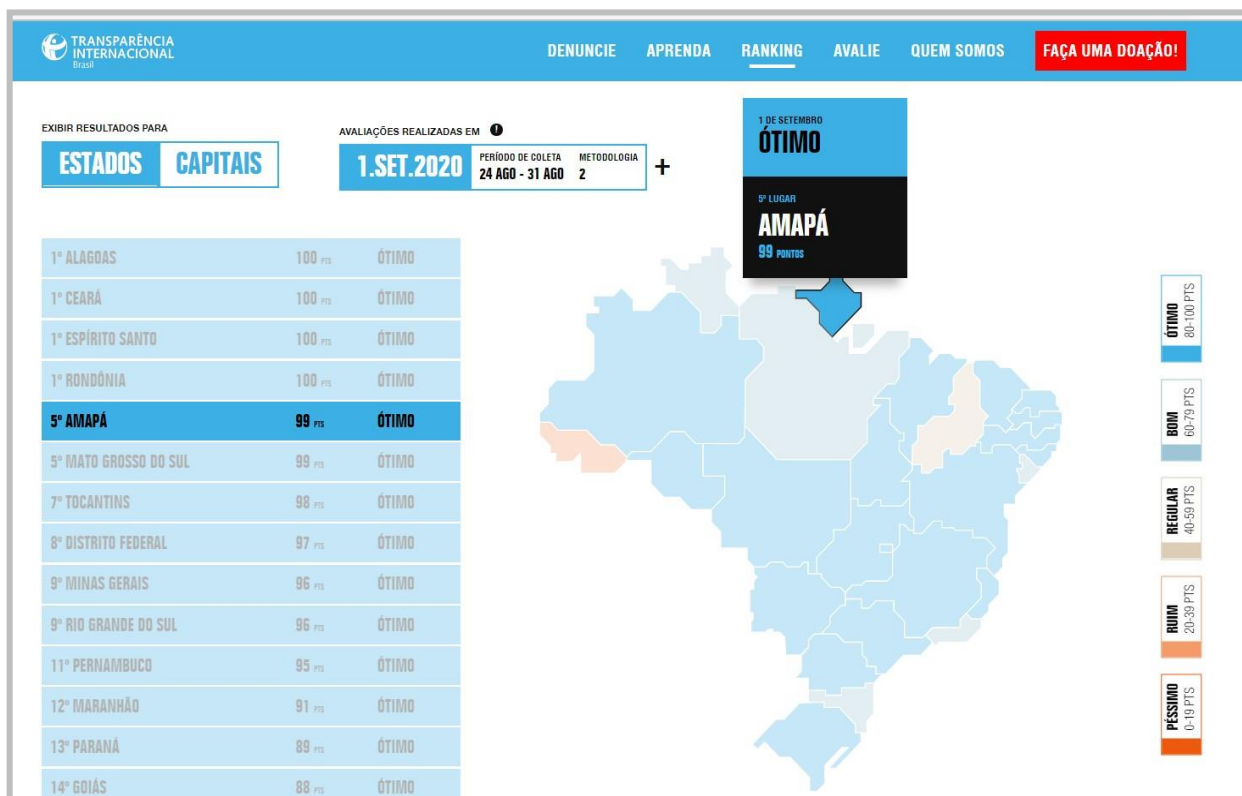 TRANSPARÊNCIA
INTERNACIONAL
Brasil
DENUNCIE APRENDA RANKING AVALIE QUEM SOMOS FAÇA UMA DOAÇÃO!
EXIBIR RESULTADOS PARA
ESTADOS CAPITAIS
AVALIAÇÕES REALIZADAS EM !
1.SET.2020
PERÍODO DE COLETA METODOLOGIA
24 AGO - 31 AGO 2
+
1 DE SETEMBRO
ÓTIMO
5º LUGAR
AMAPÁ
99 PONTOS
1º ALAGOAS 100 PTS ÓTIMO
1º CEARÁ 100 PTS ÓTIMO
1º ESPÍRITO SANTO 100 PTS ÓTIMO
1º RONDÔNIA 100 PTS ÓTIMO
5º AMAPÁ 99 PTS ÓTIMO
5º MATO GROSSO DO SUL 99 PTS ÓTIMO
7º TOCANTINS 98 PTS ÓTIMO
8º DISTRITO FEDERAL 97 PTS ÓTIMO
9º MINAS GERAIS 96 PTS ÓTIMO
9º RIO GRANDE DO SUL 96 PTS ÓTIMO
11º PERNAMBUCO 95 PTS ÓTIMO
12º MARANHÃO 91 PTS ÓTIMO
13º PARANÁ 89 PTS ÓTIMO
14º GOIÁS 88 PTS ÓTIMO
ÓTIMO
80-100 PTS
BOM
60-79 PTS
REGULAR
40-59 PTS
RUIM
20-39 PTS
PÉSSIMO
0-19 PTS